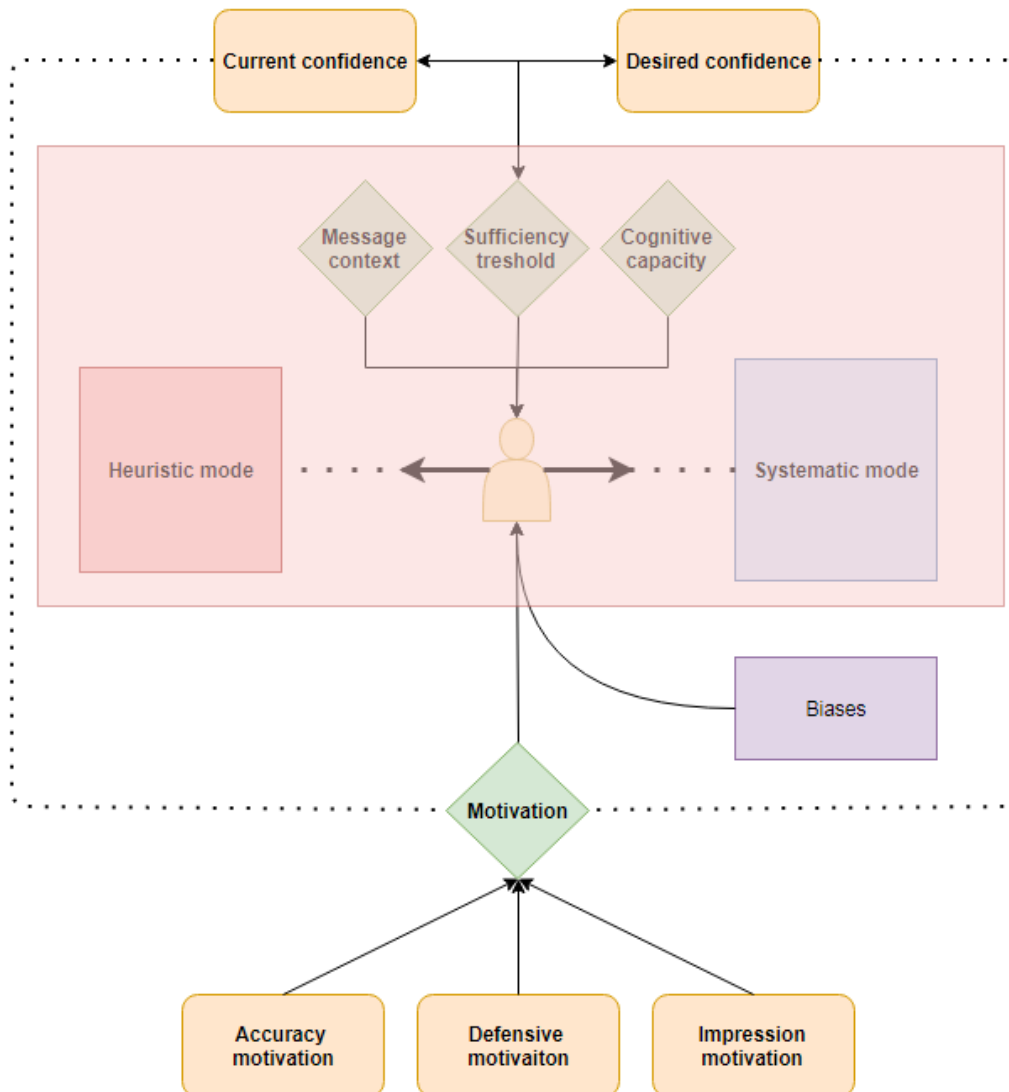 Current confidence
Desired confidence
Message
context
Sufficiency
treshold
Cognitive
capacity
Heuristic mode
Systematic mode
Biases
Motivation
Accuracy
motivation
Defensive
motivaiton
Impression
motivation